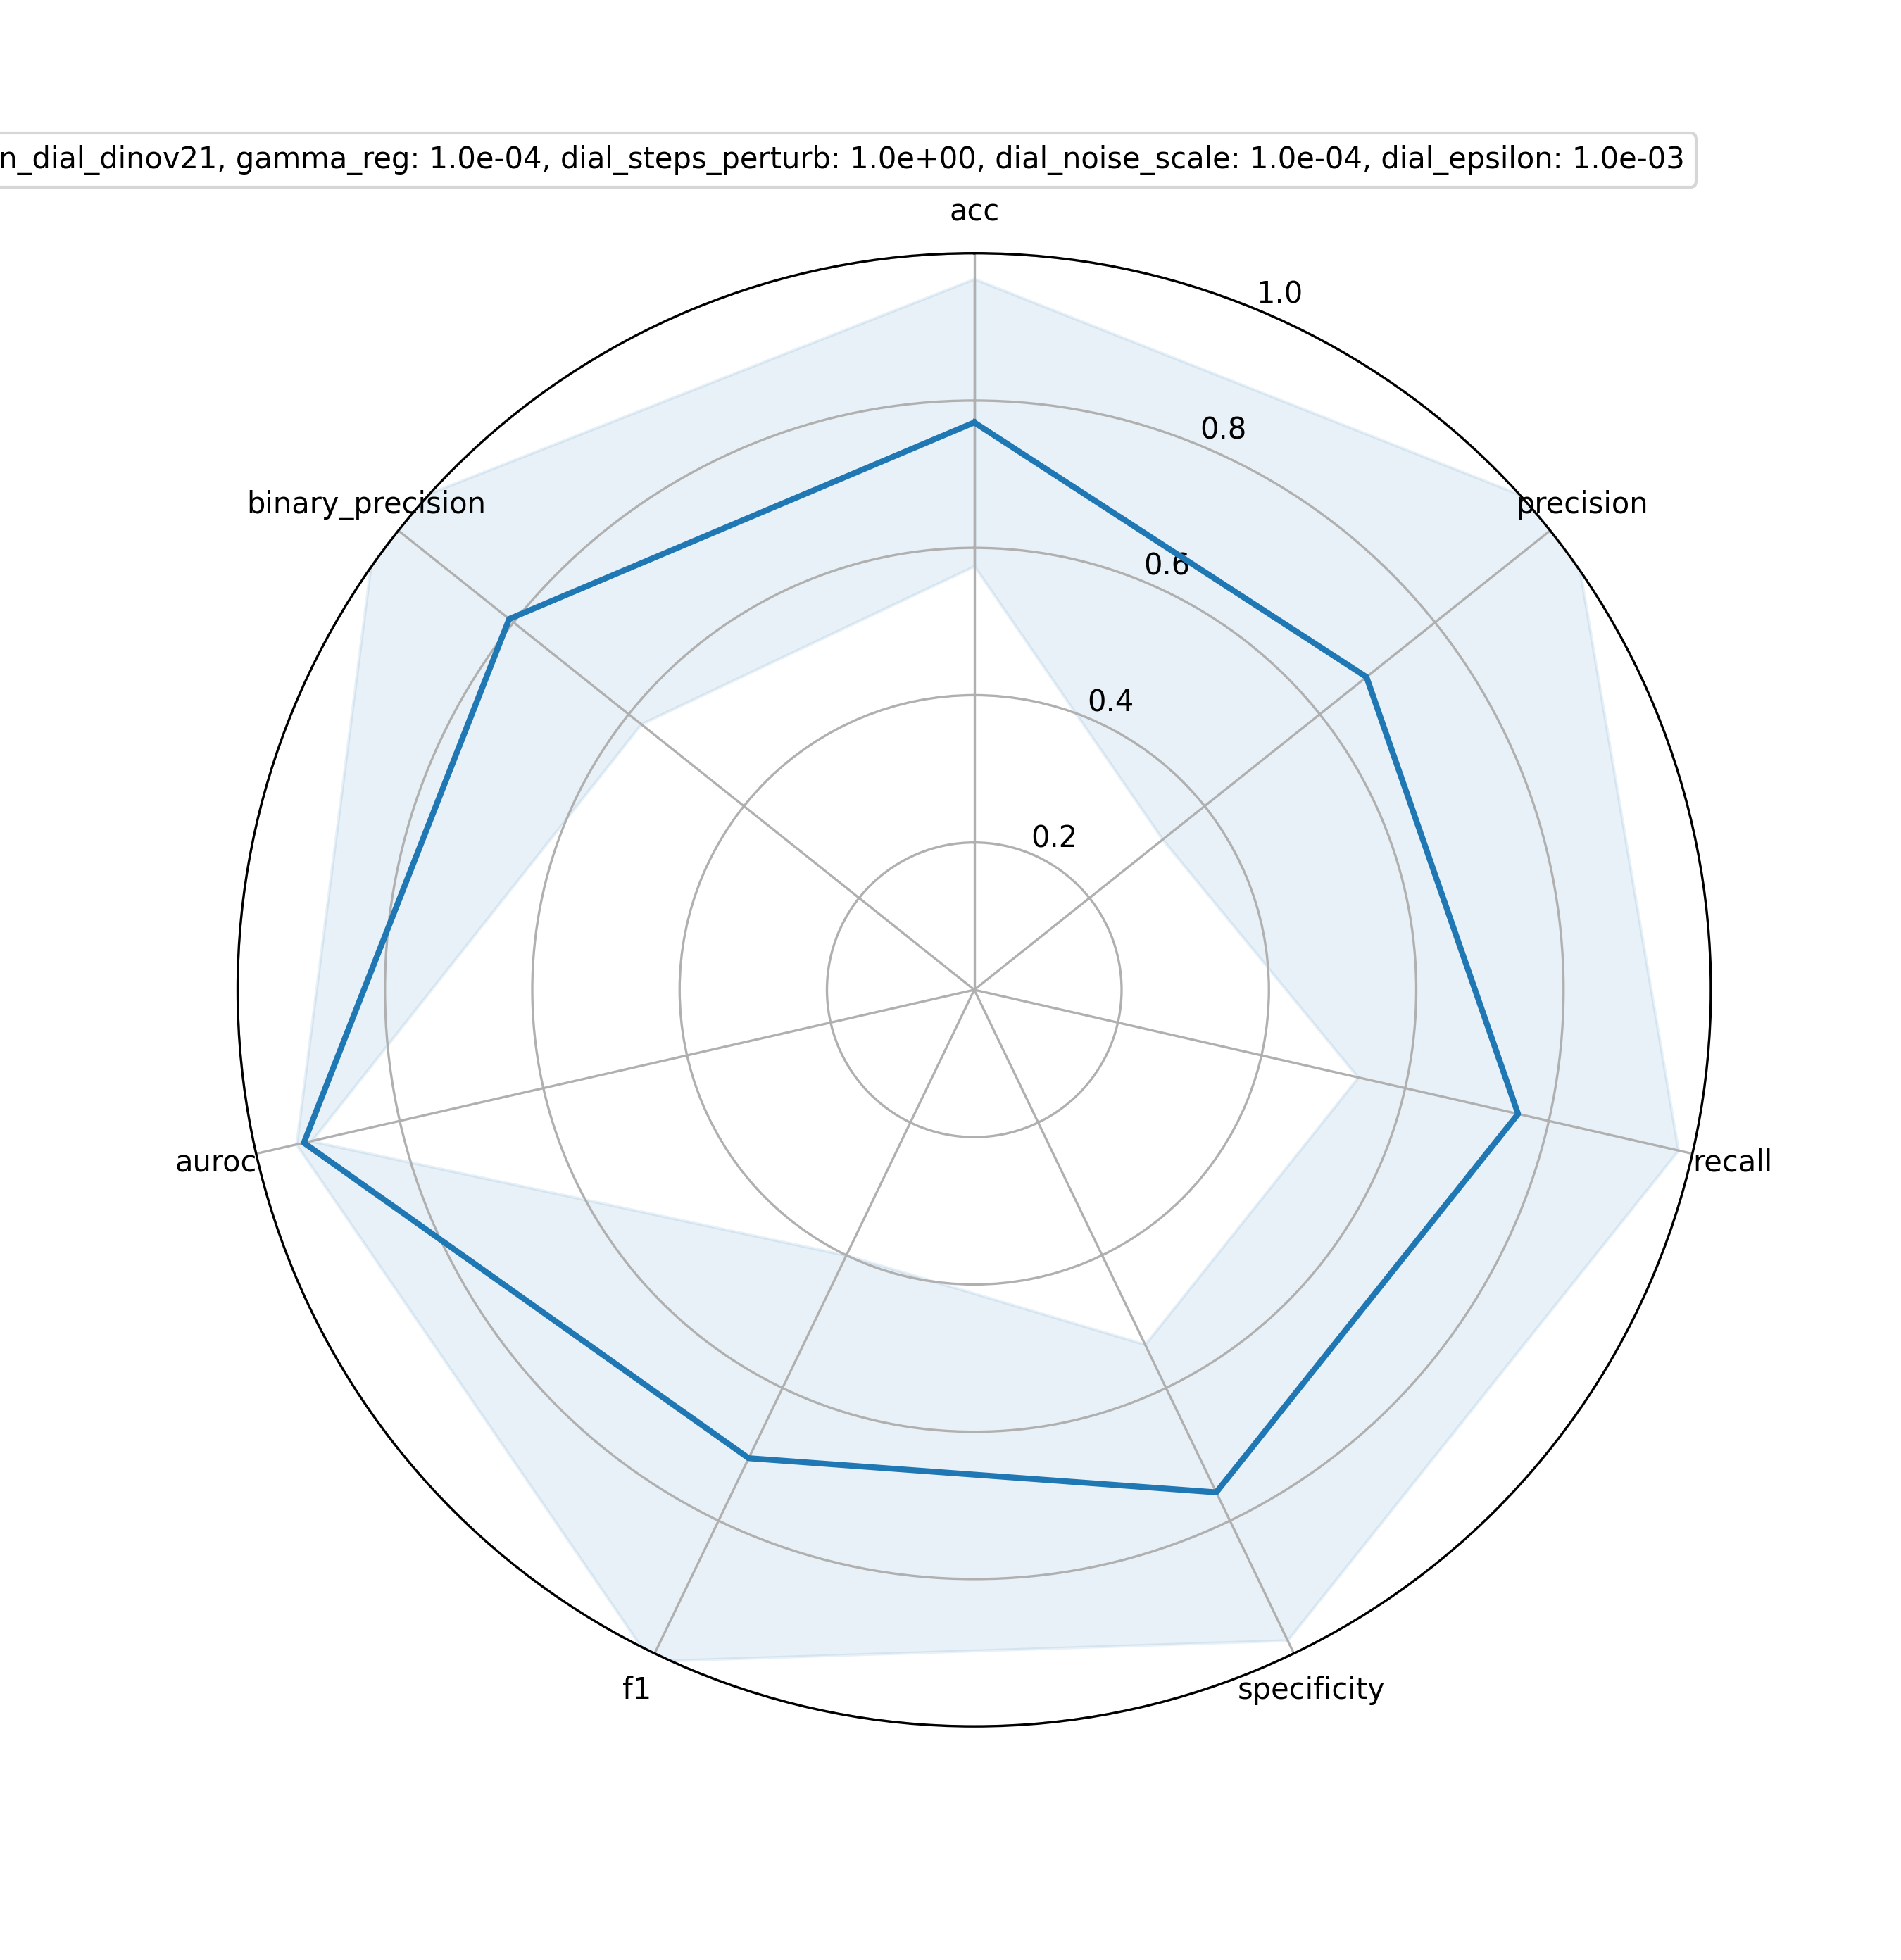 n_dial_dinov21, gamma_reg: 1.0e-04, dial_steps_perturb: 1.0e+00, dial_noise_scale: 1.0e-04, dial_epsilon: 1.0e-03
acc
1.0
0.8
binary_precision
precision
0.6
0.4
0.2
auroc
recall
f1
specificity